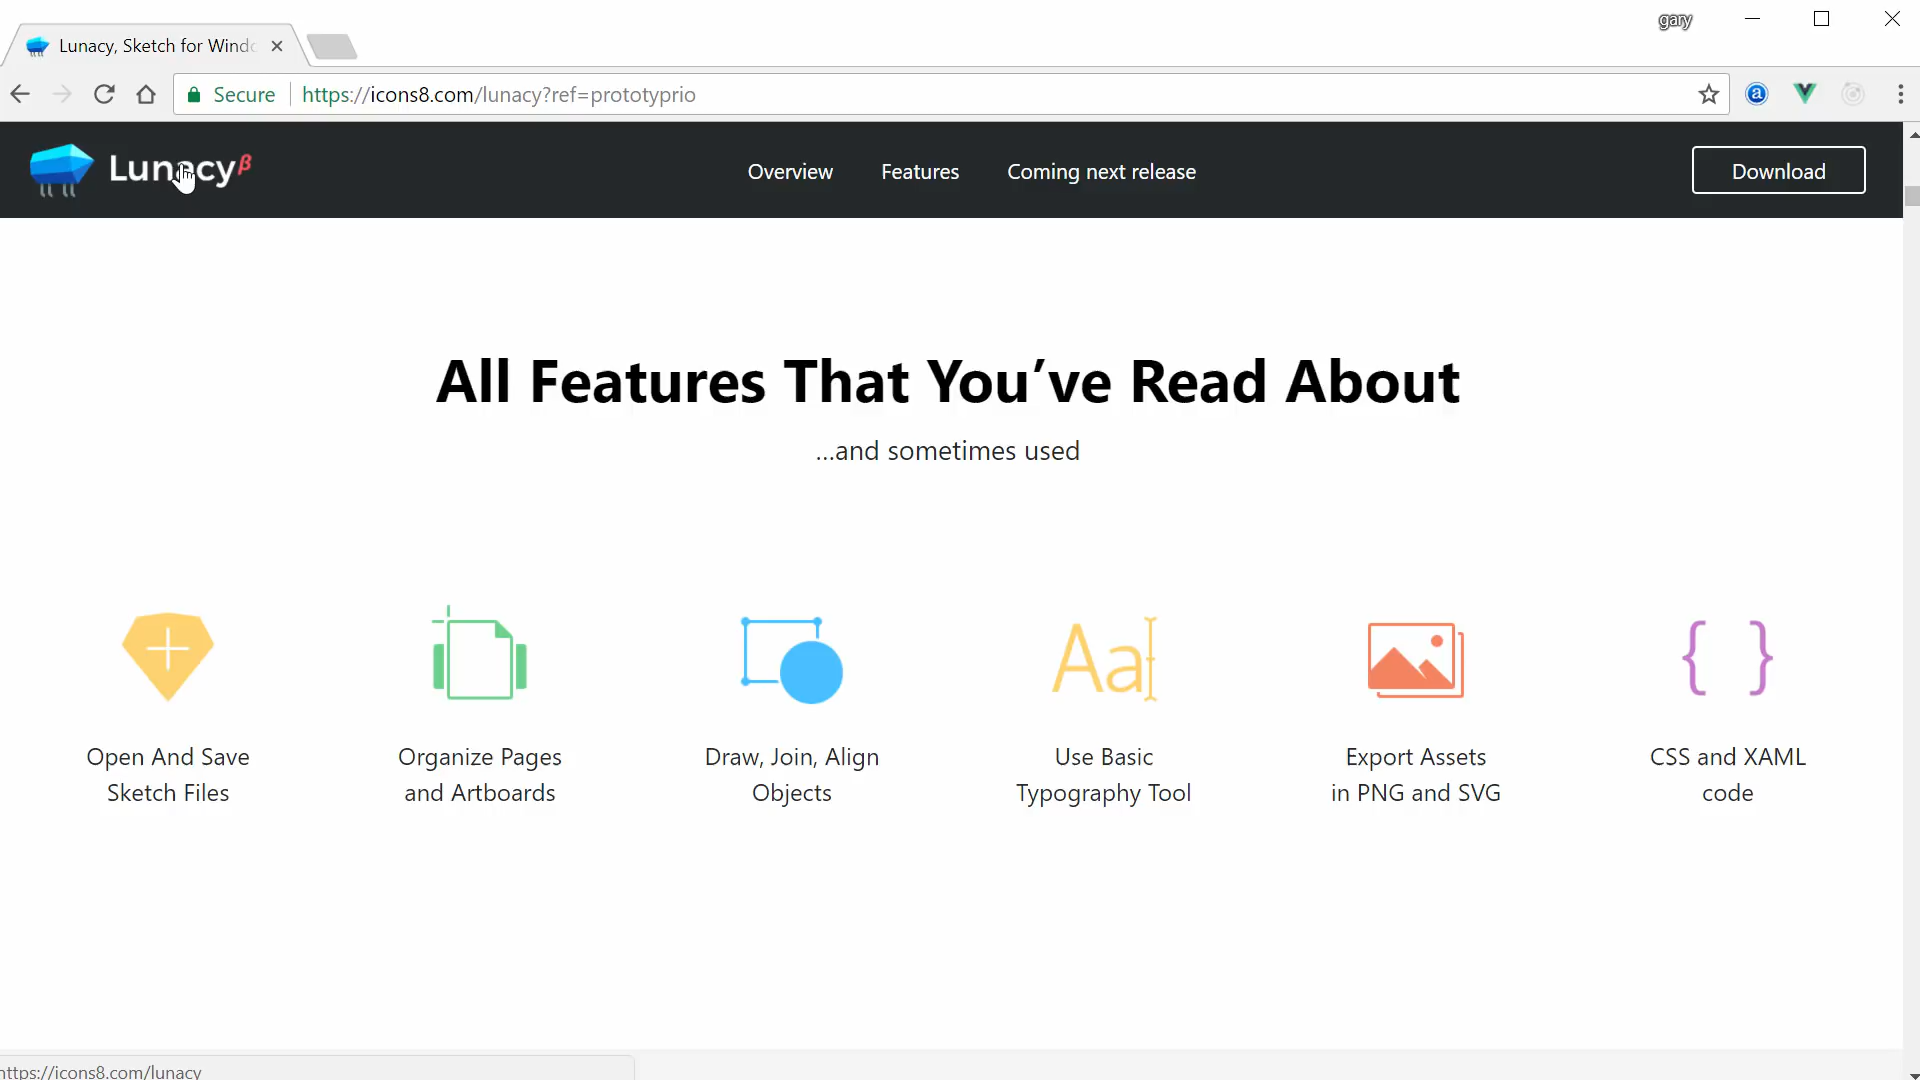 gary
Lunacy, Sketch for Windo
Secure
https://icons8.com/lunacy?ref=prototyprio
Lunacy β
Overview
Features
Coming next release
Download
All Features That You’ve Read About
...and sometimes used
Aa
Open And Save
Sketch Files
Organize Pages
and Artboards
Draw, Join, Align
Objects
Use Basic
Typography Tool
Export Assets
in PNG and SVG
{ }
CSS and XAML
code
https://icons8.com/lunacy